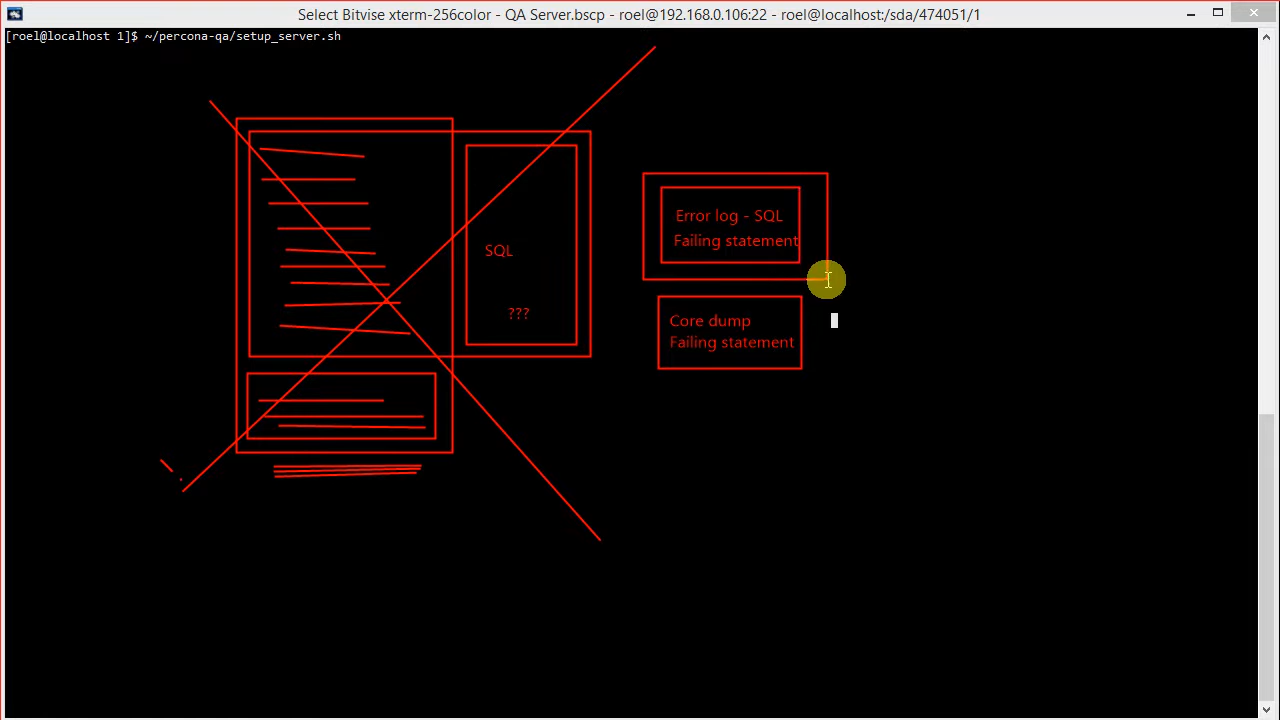 Select Bitvise xterm-256color - QA Server.bscp - roel@192.168.0.106:22 - roel@localhost:/sda/474051/1
[roel@localhost 1]$ ~/percona-qa/setup_server.sh
Error log - SQL
Failing statement
SQL
???
Core dump
Failing statement